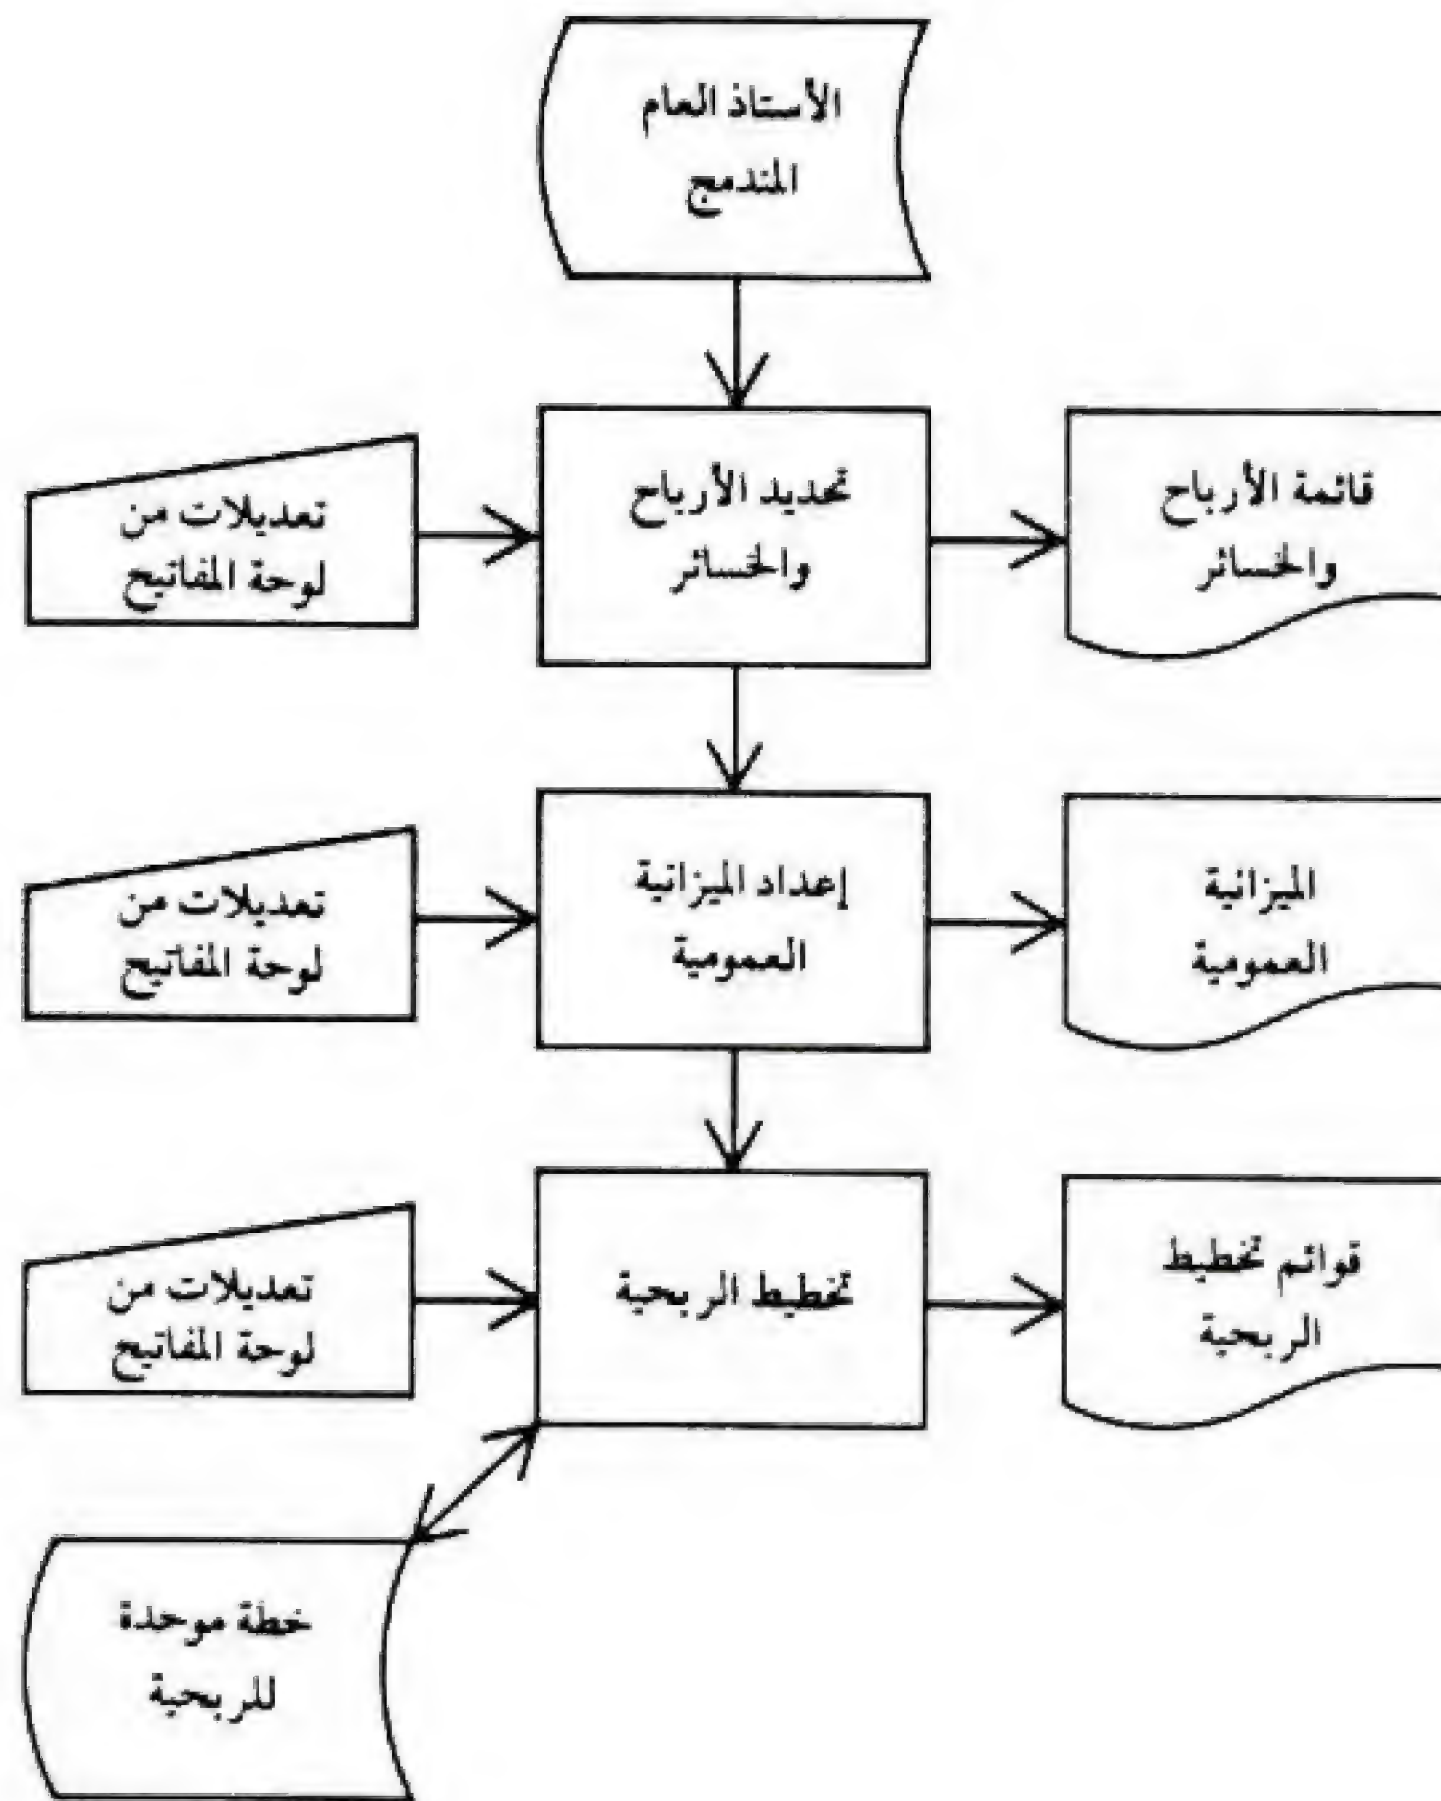 الأستاذ العام
المندمج
تحديد الأرباح
والخسائر
قائمة الأرباح
والخسائر
تعديلات من
لوحة المفاتيح
إعداد الميزانية
العمومية
الميزانية
العمومية
تعديلات من
لوحة المفاتيح
تخطيط الربحية
قوائم تخطيط
الربحية
تعديلات من
لوحة المفاتيح
خطة موحدة
للربحية